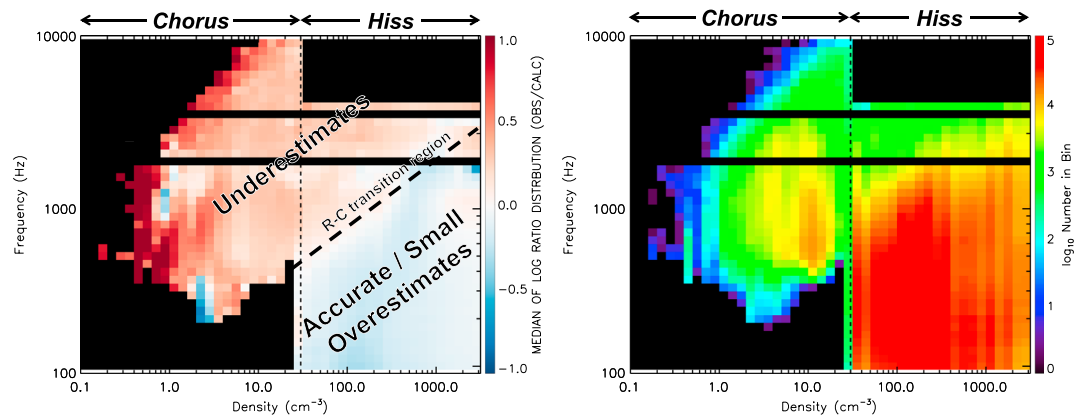 Chorus Hiss
10000
1000
100
Frequency (Hz)
0.1 1.0 10.0 100.0 1000.0
Density (cm⁻³)
Underestimates
R-C transition region
Accurate / Small
Overestimates
1.0
0.5
0.0
−0.5
−1.0
MEDIAN OF LOG RATIO DISTRBUTION (OBS/CALC)
Chorus Hiss
10000
1000
100
Frequency (Hz)
0.1 1.0 10.0 100.0 1000.0
Density (cm⁻³)
5
4
3
2
1
0
log₁₀ Number in Bin